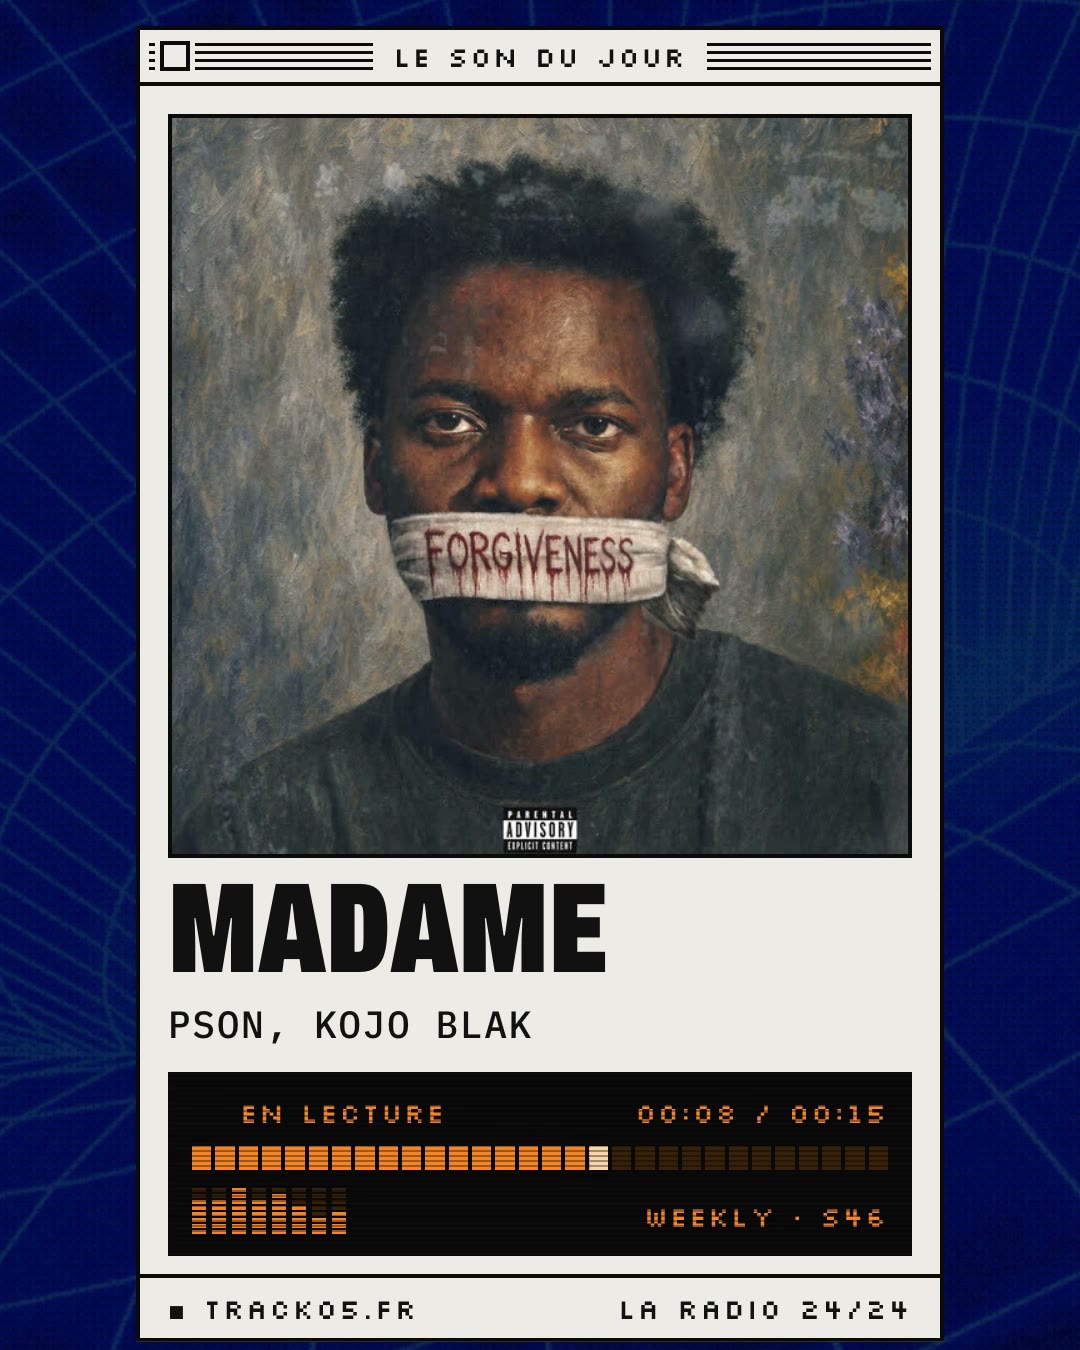 LE SON DU JOUR
FORGIVENESS
PARENTAL
ADVISORY
EXPLICIT CONTENT
MADAME
PSON, KOJO BLAK
EN LECTURE
00:08 / 00:15
WEEKLY · S46
■ TRACK05.FR
LA RADIO 24/24